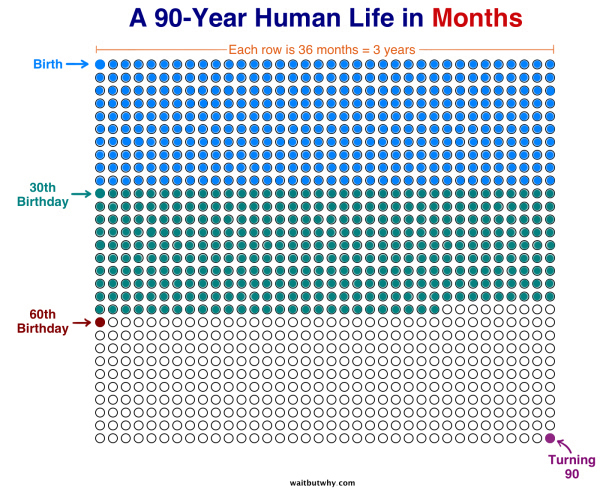 A 90-Year Human Life in Months
Each row is 36 months = 3 years
Birth
30th
Birthday
60th
Birthday
Turning
90
waitbutwhy.com